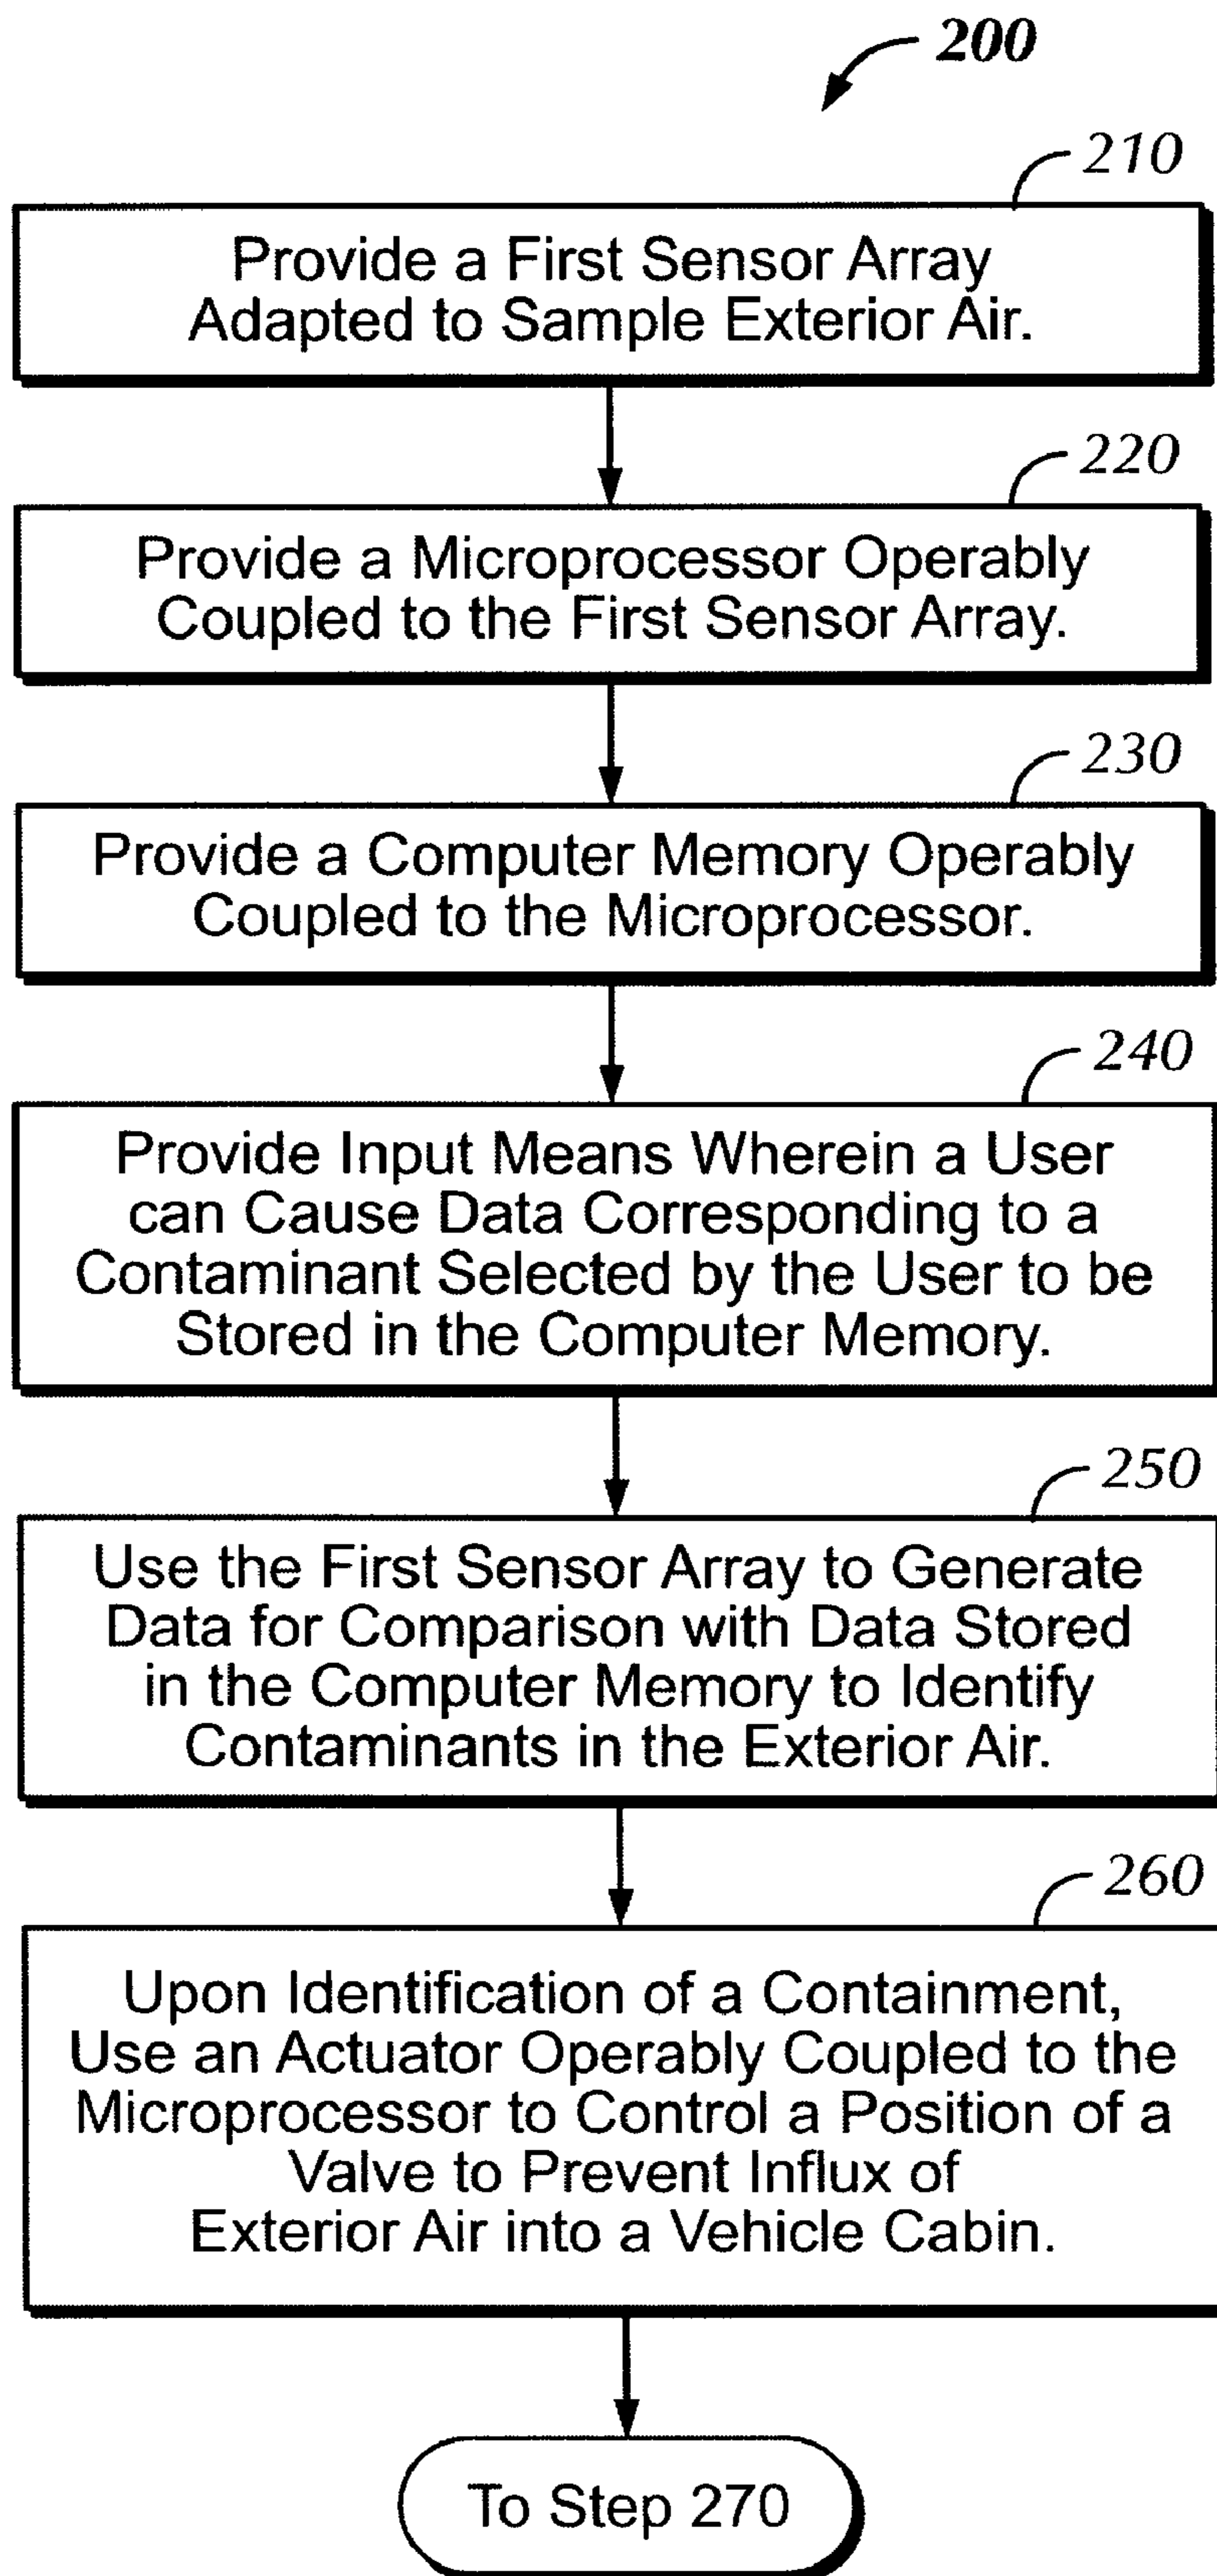 200
210
Provide a First Sensor Array
Adapted to Sample Exterior Air.
220
Provide a Microprocessor Operably
Coupled to the First Sensor Array.
230
Provide a Computer Memory Operably
Coupled to the Microprocessor.
240
Provide Input Means Wherein a User
can Cause Data Corresponding to a
Contaminant Selected by the User to be
Stored in the Computer Memory.
250
Use the First Sensor Array to Generate
Data for Comparison with Data Stored
in the Computer Memory to Identify
Contaminants in the Exterior Air.
260
Upon Identification of a Containment,
Use an Actuator Operably Coupled to the
Microprocessor to Control a Position of a
Valve to Prevent Influx of
Exterior Air into a Vehicle Cabin.
To Step 270